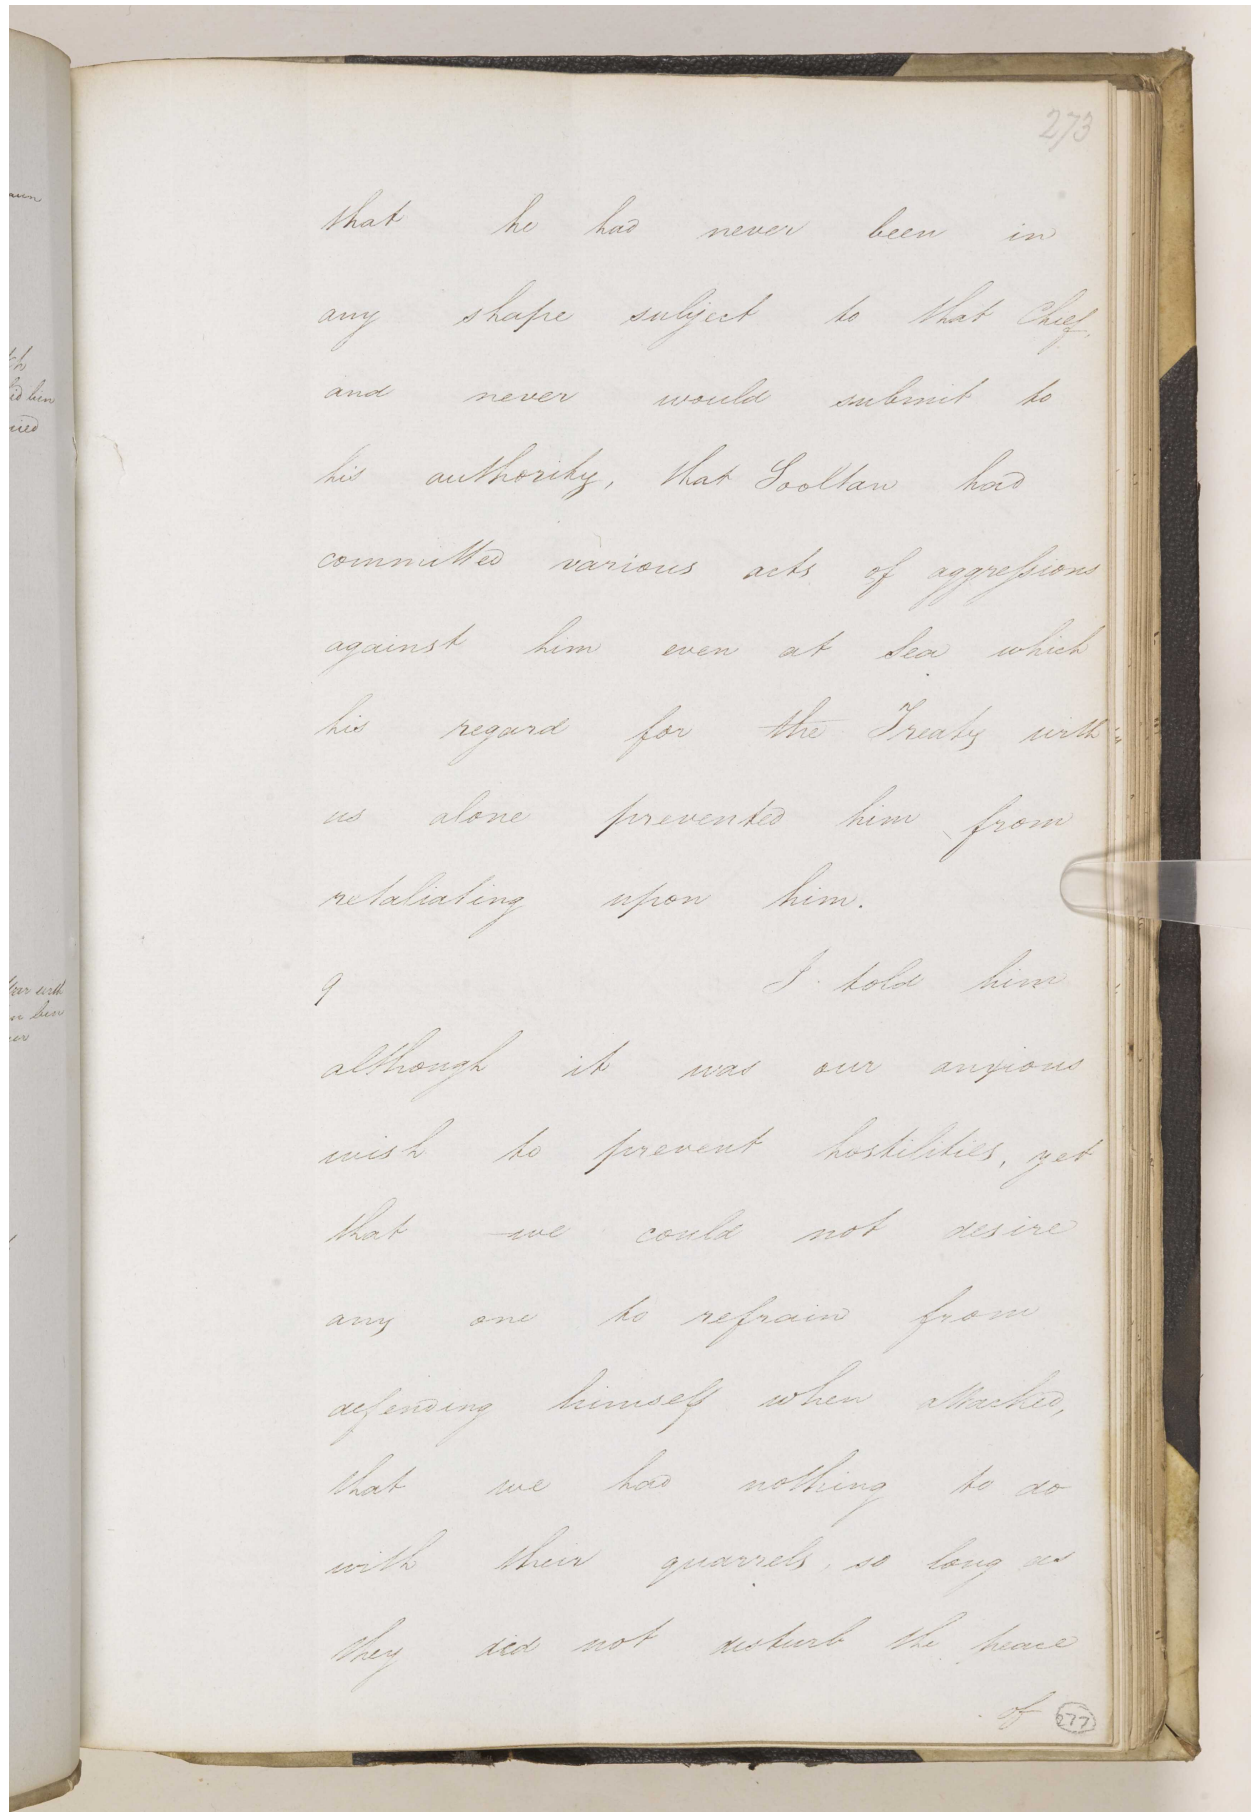 273
that he had never been in
any shape subject to that Chief,
and never would submit to
his authority, that Sooltan had
committed various acts of aggressions
against him even at Sea which
his regard for the Treaty with
us alone prevented him from
retaliating upon him.
9 I told him
although it was our anxious
wish to prevent hostilities, yet
that we could not desire
any one to refrain from
defending himself when attacked,
that we had nothing to do
with their quarrels, so long as
they did not disturb the peace
of
277